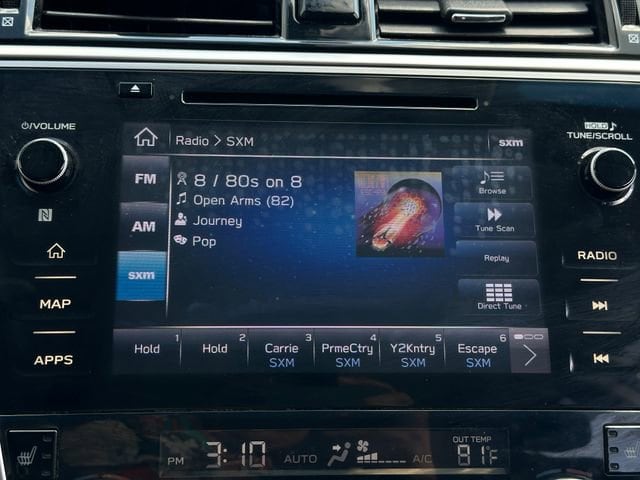 VOLUME
HOLD
TUNE/SCROLL
Radio > SXM
sxm
FM
AM
sxm
8 / 80s on 8
Open Arms (82)
Journey
Pop
Browse
Tune Scan
Replay
Direct Tune
MAP
APPS
RADIO
Hold 1
Hold 2
Carrie 3
SXM
PrmeCtry 4
SXM
Y2Kntry 5
SXM
Escape 6
SXM
PM 3:10 AUTO A/C
OUT TEMP
81°F